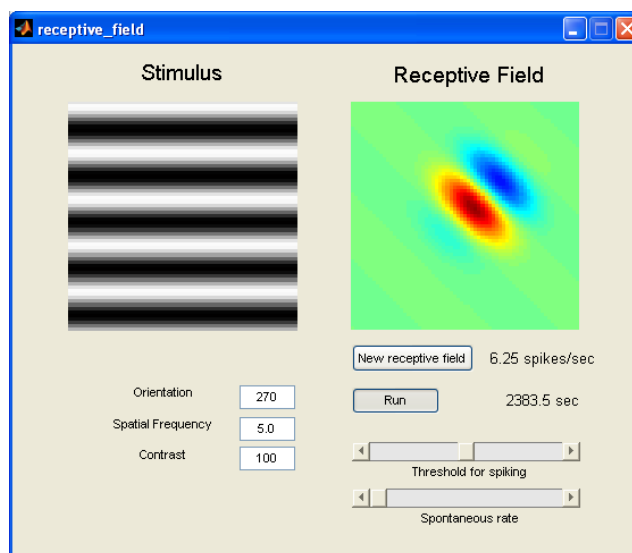 receptive_field
Stimulus
Receptive Field
New receptive field 6.25 spikes/sec
Orientation 270
Run 2383.5 sec
Spatial Frequency 5.0
Contrast 100
Threshold for spiking
Spontaneous rate